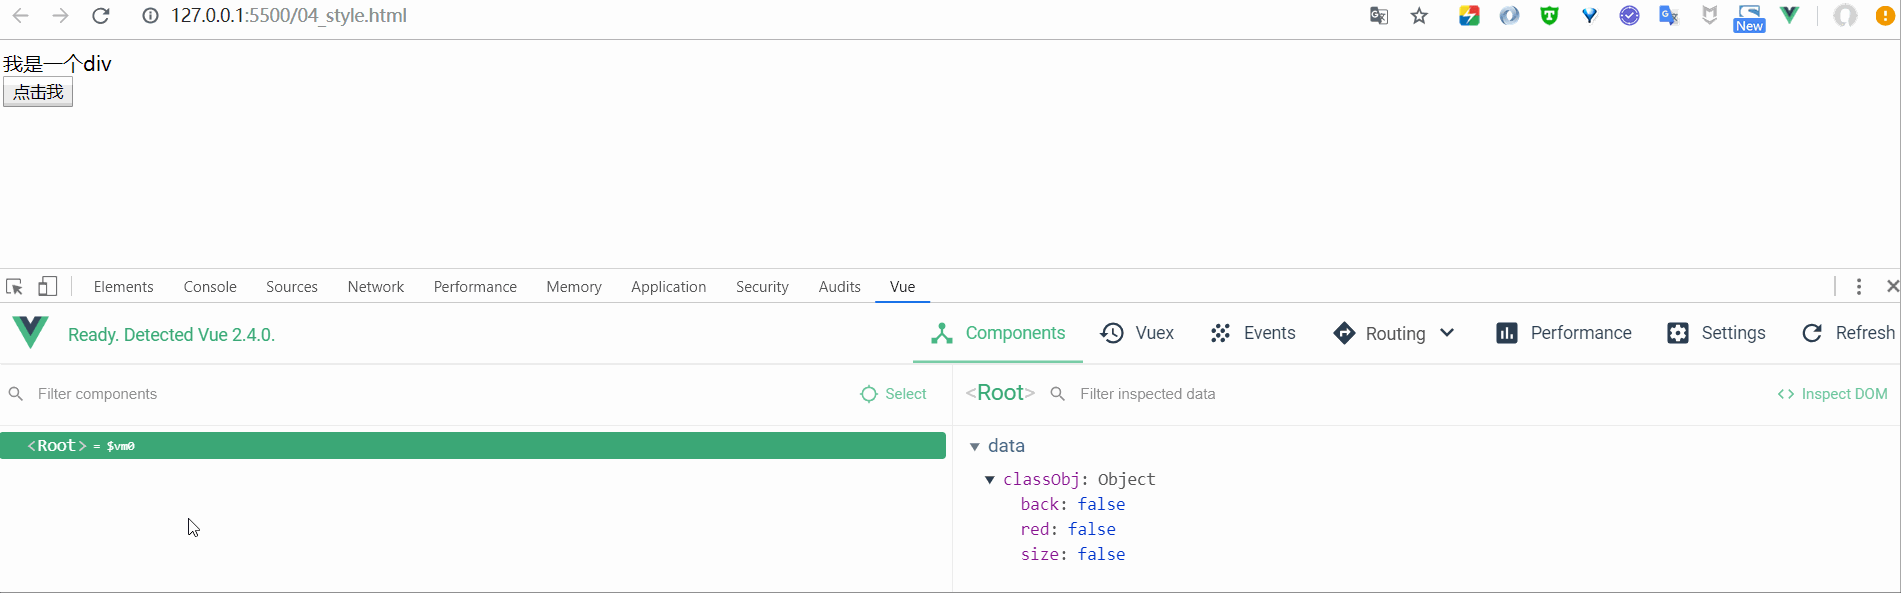 127.0.0.1:5500/04_style.html
New
我是一个div
点击我
Elements Console Sources Network Performance Memory Application Security Audits Vue
Ready. Detected Vue 2.4.0.
Components Vuex Events Routing Performance Settings Refresh
Filter components Select
<Root> Filter inspected data <> Inspect DOM
<Root> = $vm0
data
classObj: Object
back: false
red: false
size: false